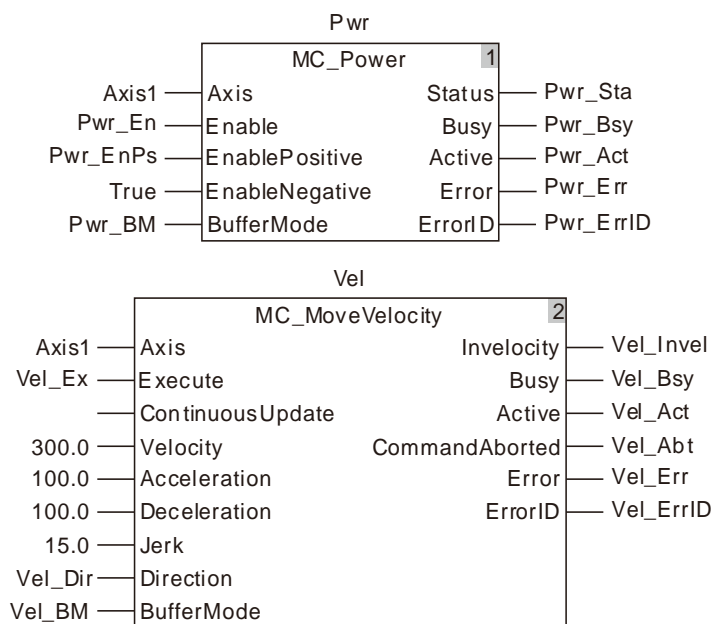 Pwr
MC_Power 1
Axis1 Axis Status Pwr_Sta
Pwr_En Enable Busy Pwr_Bsy
Pwr_EnPs EnablePositive Active Pwr_Act
True EnableNegative Error Pwr_Err
Pwr_BM BufferMode ErrorID Pwr_ErrID
Vel
MC_MoveVelocity 2
Axis1 Axis Invelocity Vel_Invel
Vel_Ex Execute Busy Vel_Bsy
ContinuousUpdate Active Vel_Act
300.0 Velocity CommandAborted Vel_Abt
100.0 Acceleration Error Vel_Err
100.0 Deceleration ErrorID Vel_ErrID
15.0 Jerk
Vel_Dir Direction
Vel_BM BufferMode